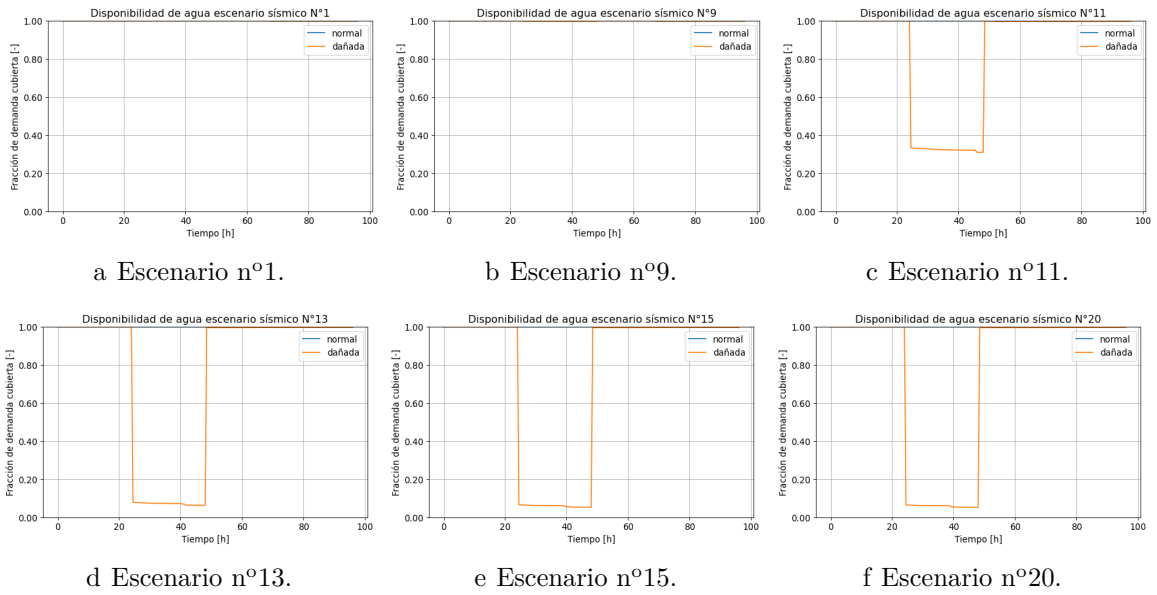 Disponibilidad de agua escenario sísmico N°1
Fracción de demanda cubierta [-]
1.00
0.80
0.60
0.40
0.20
0.00
normal
dañada
0 20 40 60 80 100
Tiempo [h]
a Escenario nº1.
Disponibilidad de agua escenario sísmico N°9
Fracción de demanda cubierta [-]
1.00
0.80
0.60
0.40
0.20
0.00
normal
dañada
0 20 40 60 80 100
Tiempo [h]
b Escenario nº9.
Disponibilidad de agua escenario sísmico N°11
Fracción de demanda cubierta [-]
1.00
0.80
0.60
0.40
0.20
0.00
normal
dañada
0 20 40 60 80 100
Tiempo [h]
c Escenario nº11.
Disponibilidad de agua escenario sísmico N°13
Fracción de demanda cubierta [-]
1.00
0.80
0.60
0.40
0.20
0.00
normal
dañada
0 20 40 60 80 100
Tiempo [h]
d Escenario nº13.
Disponibilidad de agua escenario sísmico N°15
Fracción de demanda cubierta [-]
1.00
0.80
0.60
0.40
0.20
0.00
normal
dañada
0 20 40 60 80 100
Tiempo [h]
e Escenario nº15.
Disponibilidad de agua escenario sísmico N°20
Fracción de demanda cubierta [-]
1.00
0.80
0.60
0.40
0.20
0.00
normal
dañada
0 20 40 60 80 100
Tiempo [h]
f Escenario nº20.